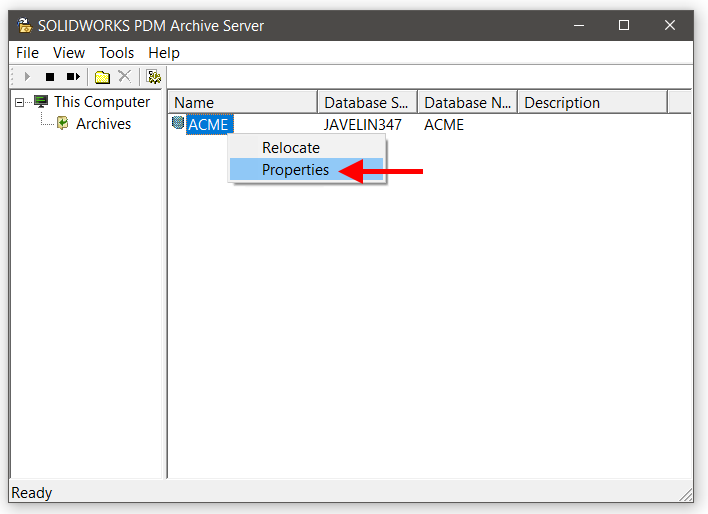 SOLIDWORKS PDM Archive Server
File View Tools Help
This Computer
Archives
Name Database S... Database N... Description
ACME JAVELIN347 ACME
Relocate
Properties
Ready